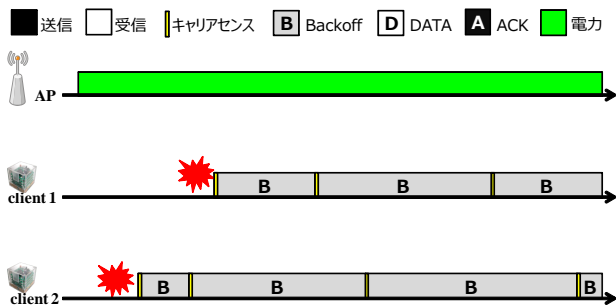 送信 受信 キャリアセンス B Backoff D DATA A ACK 電力
AP
B B B
client 1
B B B B
client 2